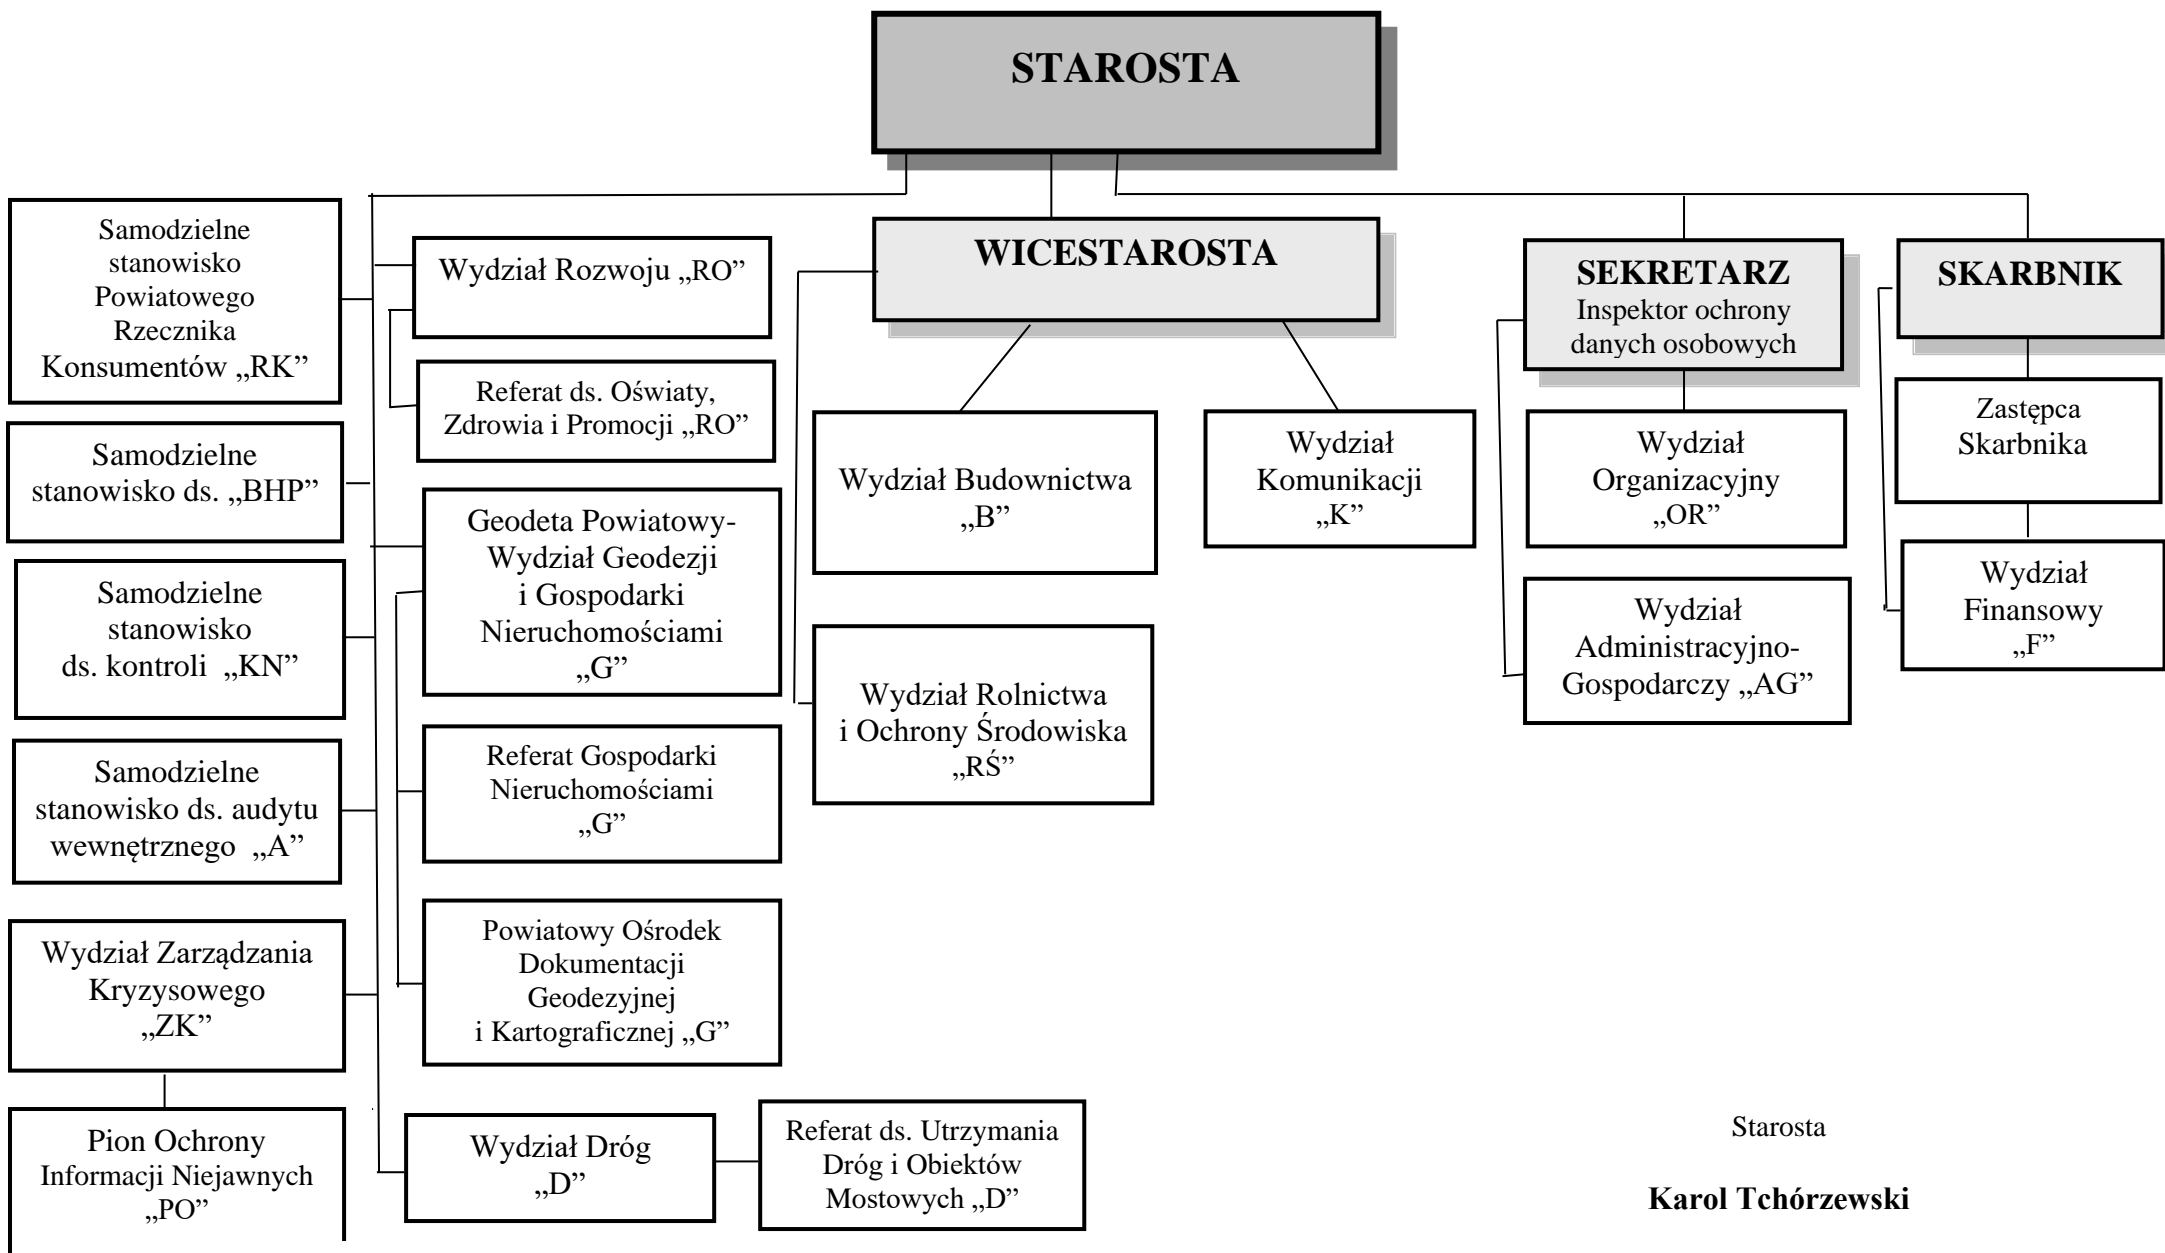 STAROSTA
Samodzielne
stanowisko
Powiatowego
Rzecznika
Konsumentów „RK”
Samodzielne
stanowisko ds. „BHP”
Samodzielne
stanowisko
ds. kontroli „KN”
Samodzielne
stanowisko ds. audytu
wewnętrznego „A”
Wydział Zarządzania
Kryzysowego
„ZK”
Pion Ochrony
Informacji Niejawnych
„PO”
Wydział Rozwoju „RO”
Referat ds. Oświaty,
Zdrowia i Promocji „RO”
Geodeta Powiatowy-
Wydział Geodezji
i Gospodarki
Nieruchomościami
„G”
Referat Gospodarki
Nieruchomościami
„G”
Powiatowy Ośrodek
Dokumentacji
Geodezyjnej
i Kartograficznej „G”
Wydział Dróg
„D”
Referat ds. Utrzymania
Dróg i Obiektów
Mostowych „D”
WICESTAROSTA
Wydział Budownictwa
„B”
Wydział
Komunikacji
„K”
Wydział Rolnictwa
i Ochrony Środowiska
„RŚ”
SEKRETARZ
Inspektor ochrony
danych osobowych
Wydział
Organizacyjny
„OR”
Wydział
Administracyjno-
Gospodarczy „AG”
SKARBNIK
Zastępca
Skarbnika
Wydział
Finansowy
„F”
Starosta
Karol Tchórzewski